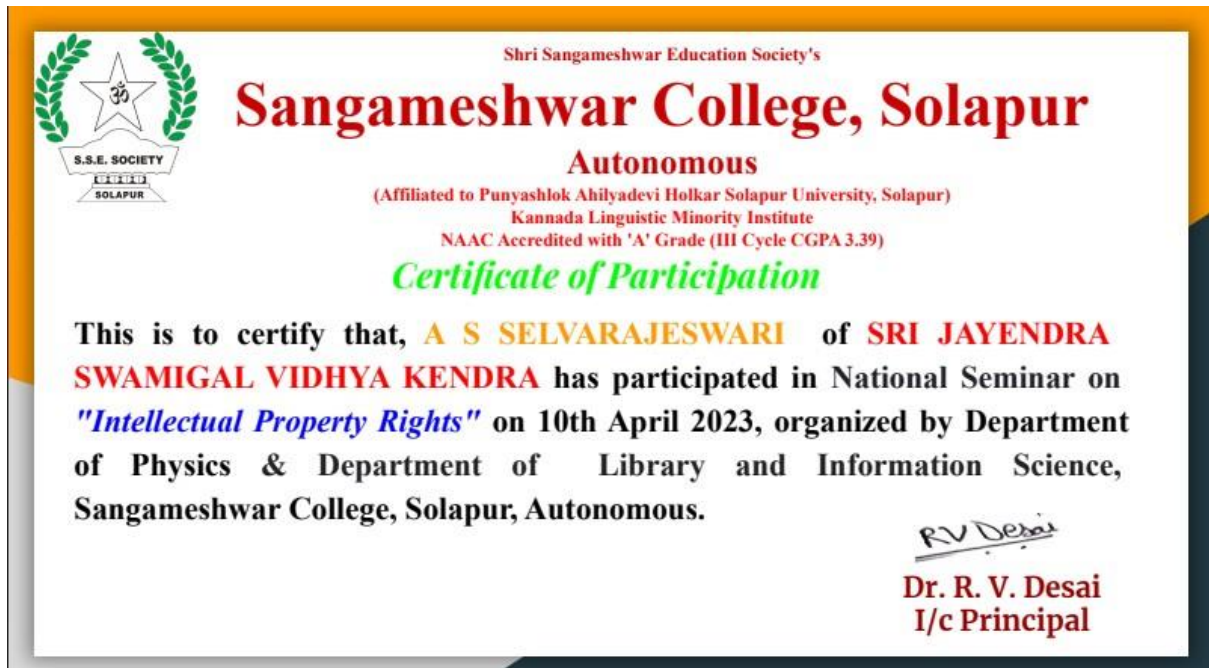 ॐ
S.S.E. SOCIETY
SOLAPUR
Shri Sangameshwar Education Society's
Sangameshwar College, Solapur
Autonomous
(Affiliated to Punyashlok Ahilyadevi Holkar Solapur University, Solapur)
Kannada Linguistic Minority Institute
NAAC Accredited with 'A' Grade (III Cycle CGPA 3.39)
Certificate of Participation
This is to certify that, A S SELVARAJESWARI of SRI JAYENDRA
SWAMIGAL VIDHYA KENDRA has participated in National Seminar on
"Intellectual Property Rights" on 10th April 2023, organized by Department
of Physics & Department of Library and Information Science,
Sangameshwar College, Solapur, Autonomous.
RV Desai
Dr. R. V. Desai
I/c Principal